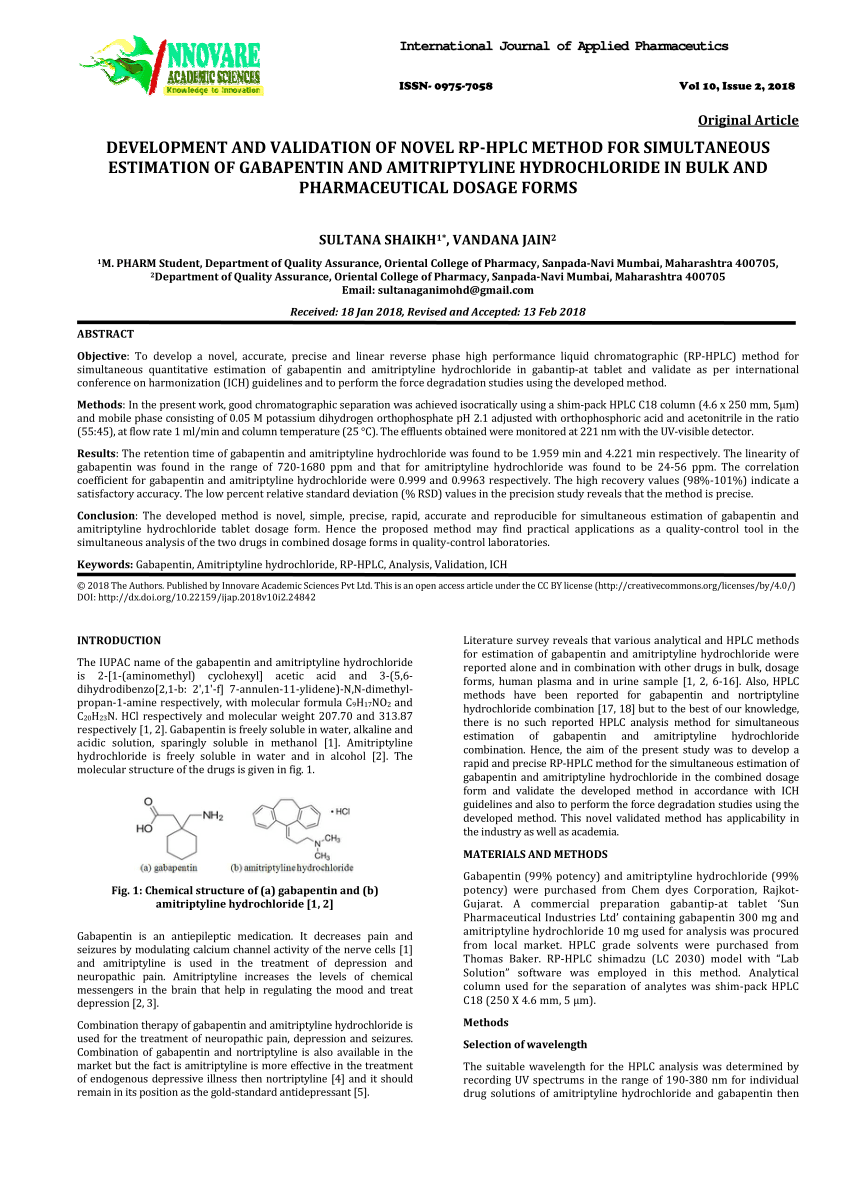 INNOVARE
ACADEMIC SCIENCES
Knowledge to Innovation
International Journal of Applied Pharmaceutics
ISSN- 0975-7058 Vol 10, Issue 2, 2018
Original Article
DEVELOPMENT AND VALIDATION OF NOVEL RP-HPLC METHOD FOR SIMULTANEOUS
ESTIMATION OF GABAPENTIN AND AMITRIPTYLINE HYDROCHLORIDE IN BULK AND
PHARMACEUTICAL DOSAGE FORMS
SULTANA SHAIKH1*, VANDANA JAIN2
1M. PHARM Student, Department of Quality Assurance, Oriental College of Pharmacy, Sanpada-Navi Mumbai, Maharashtra 400705,
2Department of Quality Assurance, Oriental College of Pharmacy, Sanpada-Navi Mumbai, Maharashtra 400705
Email: sultanaganimohd@gmail.com
Received: 18 Jan 2018, Revised and Accepted: 13 Feb 2018
ABSTRACT
Objective: To develop a novel, accurate, precise and linear reverse phase high performance liquid chromatographic (RP-HPLC) method for
simultaneous quantitative estimation of gabapentin and amitriptyline hydrochloride in gabantip-at tablet and validate as per international
conference on harmonization (ICH) guidelines and to perform the force degradation studies using the developed method.
Methods: In the present work, good chromatographic separation was achieved isocratically using a shim-pack HPLC C18 column (4.6 x 250 mm, 5μm)
and mobile phase consisting of 0.05 M potassium dihydrogen orthophosphate pH 2.1 adjusted with orthophosphoric acid and acetonitrile in the ratio
(55:45), at flow rate 1 ml/min and column temperature (25 °C). The effluents obtained were monitored at 221 nm with the UV-visible detector.
Results: The retention time of gabapentin and amitriptyline hydrochloride was found to be 1.959 min and 4.221 min respectively. The linearity of
gabapentin was found in the range of 720-1680 ppm and that for amitriptyline hydrochloride was found to be 24-56 ppm. The correlation
coefficient for gabapentin and amitriptyline hydrochloride were 0.999 and 0.9963 respectively. The high recovery values (98%-101%) indicate a
satisfactory accuracy. The low percent relative standard deviation (% RSD) values in the precision study reveals that the method is precise.
Conclusion: The developed method is novel, simple, precise, rapid, accurate and reproducible for simultaneous estimation of gabapentin and
amitriptyline hydrochloride tablet dosage form. Hence the proposed method may find practical applications as a quality-control tool in the
simultaneous analysis of the two drugs in combined dosage forms in quality-control laboratories.
Keywords: Gabapentin, Amitriptyline hydrochloride, RP-HPLC, Analysis, Validation, ICH
© 2018 The Authors. Published by Innovare Academic Sciences Pvt Ltd. This is an open access article under the CC BY license (http://creativecommons.org/licenses/by/4.0/)
DOI: http://dx.doi.org/10.22159/ijap.2018v10i2.24842
INTRODUCTION
The IUPAC name of the gabapentin and amitriptyline hydrochloride
is 2-[1-(aminomethyl) cyclohexyl] acetic acid and 3-(5,6-
dihydrodibenzo[2,1-b: 2',1'-f] 7-annulen-11-ylidene)-N,N-dimethyl-
propan-1-amine respectively, with molecular formula C9H17NO2 and
C20H23N. HCl respectively and molecular weight 207.70 and 313.87
respectively [1, 2]. Gabapentin is freely soluble in water, alkaline and
acidic solution, sparingly soluble in methanol [1]. Amitriptyline
hydrochloride is freely soluble in water and in alcohol [2]. The
molecular structure of the drugs is given in fig. 1.
O
HO
NH2
• HCl
N
CH3
CH3
(a) gabapentin (b) amitriptyline hydrochloride
Fig. 1: Chemical structure of (a) gabapentin and (b)
amitriptyline hydrochloride [1, 2]
Gabapentin is an antiepileptic medication. It decreases pain and
seizures by modulating calcium channel activity of the nerve cells [1]
and amitriptyline is used in the treatment of depression and
neuropathic pain. Amitriptyline increases the levels of chemical
messengers in the brain that help in regulating the mood and treat
depression [2, 3].
Combination therapy of gabapentin and amitriptyline hydrochloride is
used for the treatment of neuropathic pain, depression and seizures.
Combination of gabapentin and nortriptyline is also available in the
market but the fact is amitriptyline is more effective in the treatment
of endogenous depressive illness then nortriptyline [4] and it should
remain in its position as the gold-standard antidepressant [5].
Literature survey reveals that various analytical and HPLC methods
for estimation of gabapentin and amitriptyline hydrochloride were
reported alone and in combination with other drugs in bulk, dosage
forms, human plasma and in urine sample [1, 2, 6-16]. Also, HPLC
methods have been reported for gabapentin and nortriptyline
hydrochloride combination [17, 18] but to the best of our knowledge,
there is no such reported HPLC analysis method for simultaneous
estimation of gabapentin and amitriptyline hydrochloride
combination. Hence, the aim of the present study was to develop a
rapid and precise RP-HPLC method for the simultaneous estimation of
gabapentin and amitriptyline hydrochloride in the combined dosage
form and validate the developed method in accordance with ICH
guidelines and also to perform the force degradation studies using the
developed method. This novel validated method has applicability in
the industry as well as academia.
MATERIALS AND METHODS
Gabapentin (99% potency) and amitriptyline hydrochloride (99%
potency) were purchased from Chem dyes Corporation, Rajkot-
Gujarat. A commercial preparation gabantip-at tablet ‘Sun
Pharmaceutical Industries Ltd’ containing gabapentin 300 mg and
amitriptyline hydrochloride 10 mg used for analysis was procured
from local market. HPLC grade solvents were purchased from
Thomas Baker. RP-HPLC shimadzu (LC 2030) model with “Lab
Solution” software was employed in this method. Analytical
column used for the separation of analytes was shim-pack HPLC
C18 (250 X 4.6 mm, 5 μm).
Methods
Selection of wavelength
The suitable wavelength for the HPLC analysis was determined by
recording UV spectrums in the range of 190-380 nm for individual
drug solutions of amitriptyline hydrochloride and gabapentin then